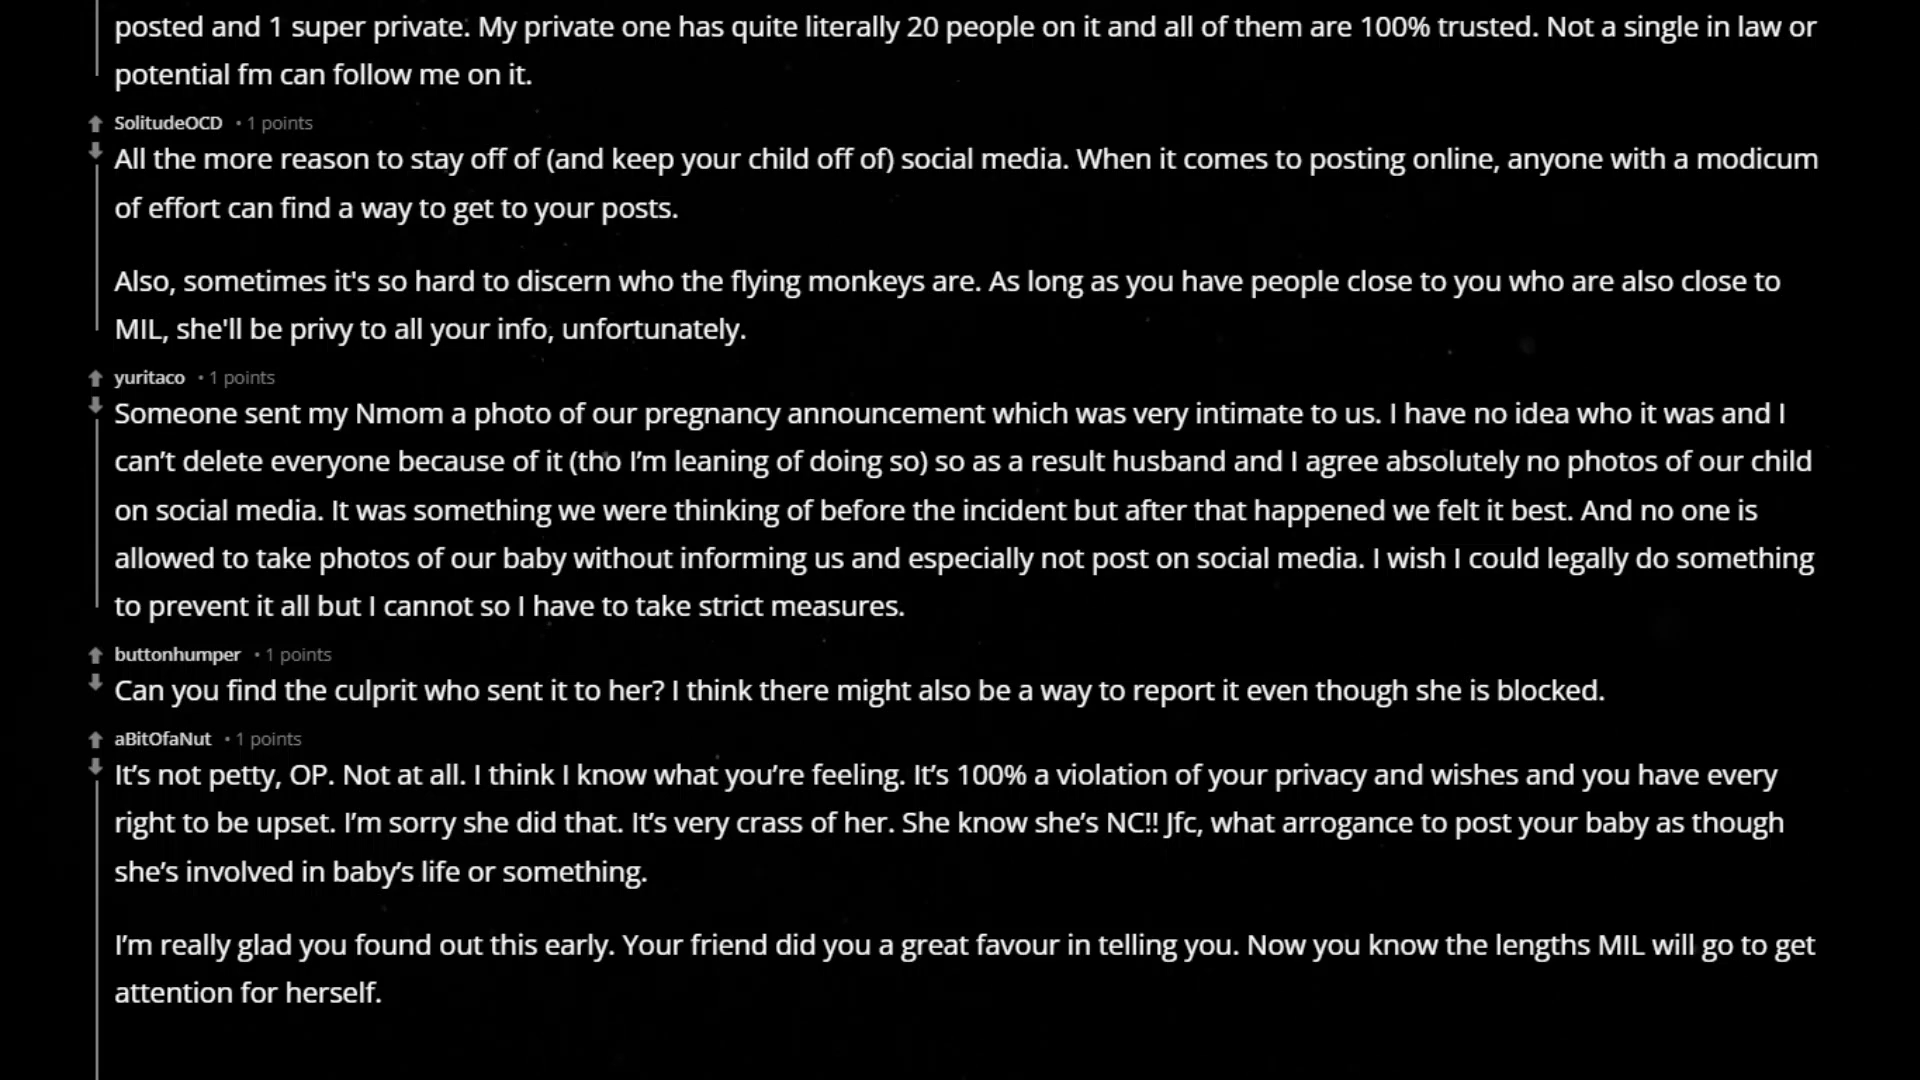 posted and 1 super private. My private one has quite literally 20 people on it and all of them are 100% trusted. Not a single in law or
potential fm can follow me on it.
SolitudeOCD • 1 points
All the more reason to stay off of (and keep your child off of) social media. When it comes to posting online, anyone with a modicum
of effort can find a way to get to your posts.
Also, sometimes it's so hard to discern who the flying monkeys are. As long as you have people close to you who are also close to
MIL, she'll be privy to all your info, unfortunately.
yuritaco • 1 points
Someone sent my Nmom a photo of our pregnancy announcement which was very intimate to us. I have no idea who it was and I
can’t delete everyone because of it (tho I’m leaning of doing so) so as a result husband and I agree absolutely no photos of our child
on social media. It was something we were thinking of before the incident but after that happened we felt it best. And no one is
allowed to take photos of our baby without informing us and especially not post on social media. I wish I could legally do something
to prevent it all but I cannot so I have to take strict measures.
buttonhumper • 1 points
Can you find the culprit who sent it to her? I think there might also be a way to report it even though she is blocked.
aBitOfaNut • 1 points
It’s not petty, OP. Not at all. I think I know what you’re feeling. It’s 100% a violation of your privacy and wishes and you have every
right to be upset. I’m sorry she did that. It’s very crass of her. She know she’s NC!! Jfc, what arrogance to post your baby as though
she’s involved in baby’s life or something.
I’m really glad you found out this early. Your friend did you a great favour in telling you. Now you know the lengths MIL will go to get
attention for herself.